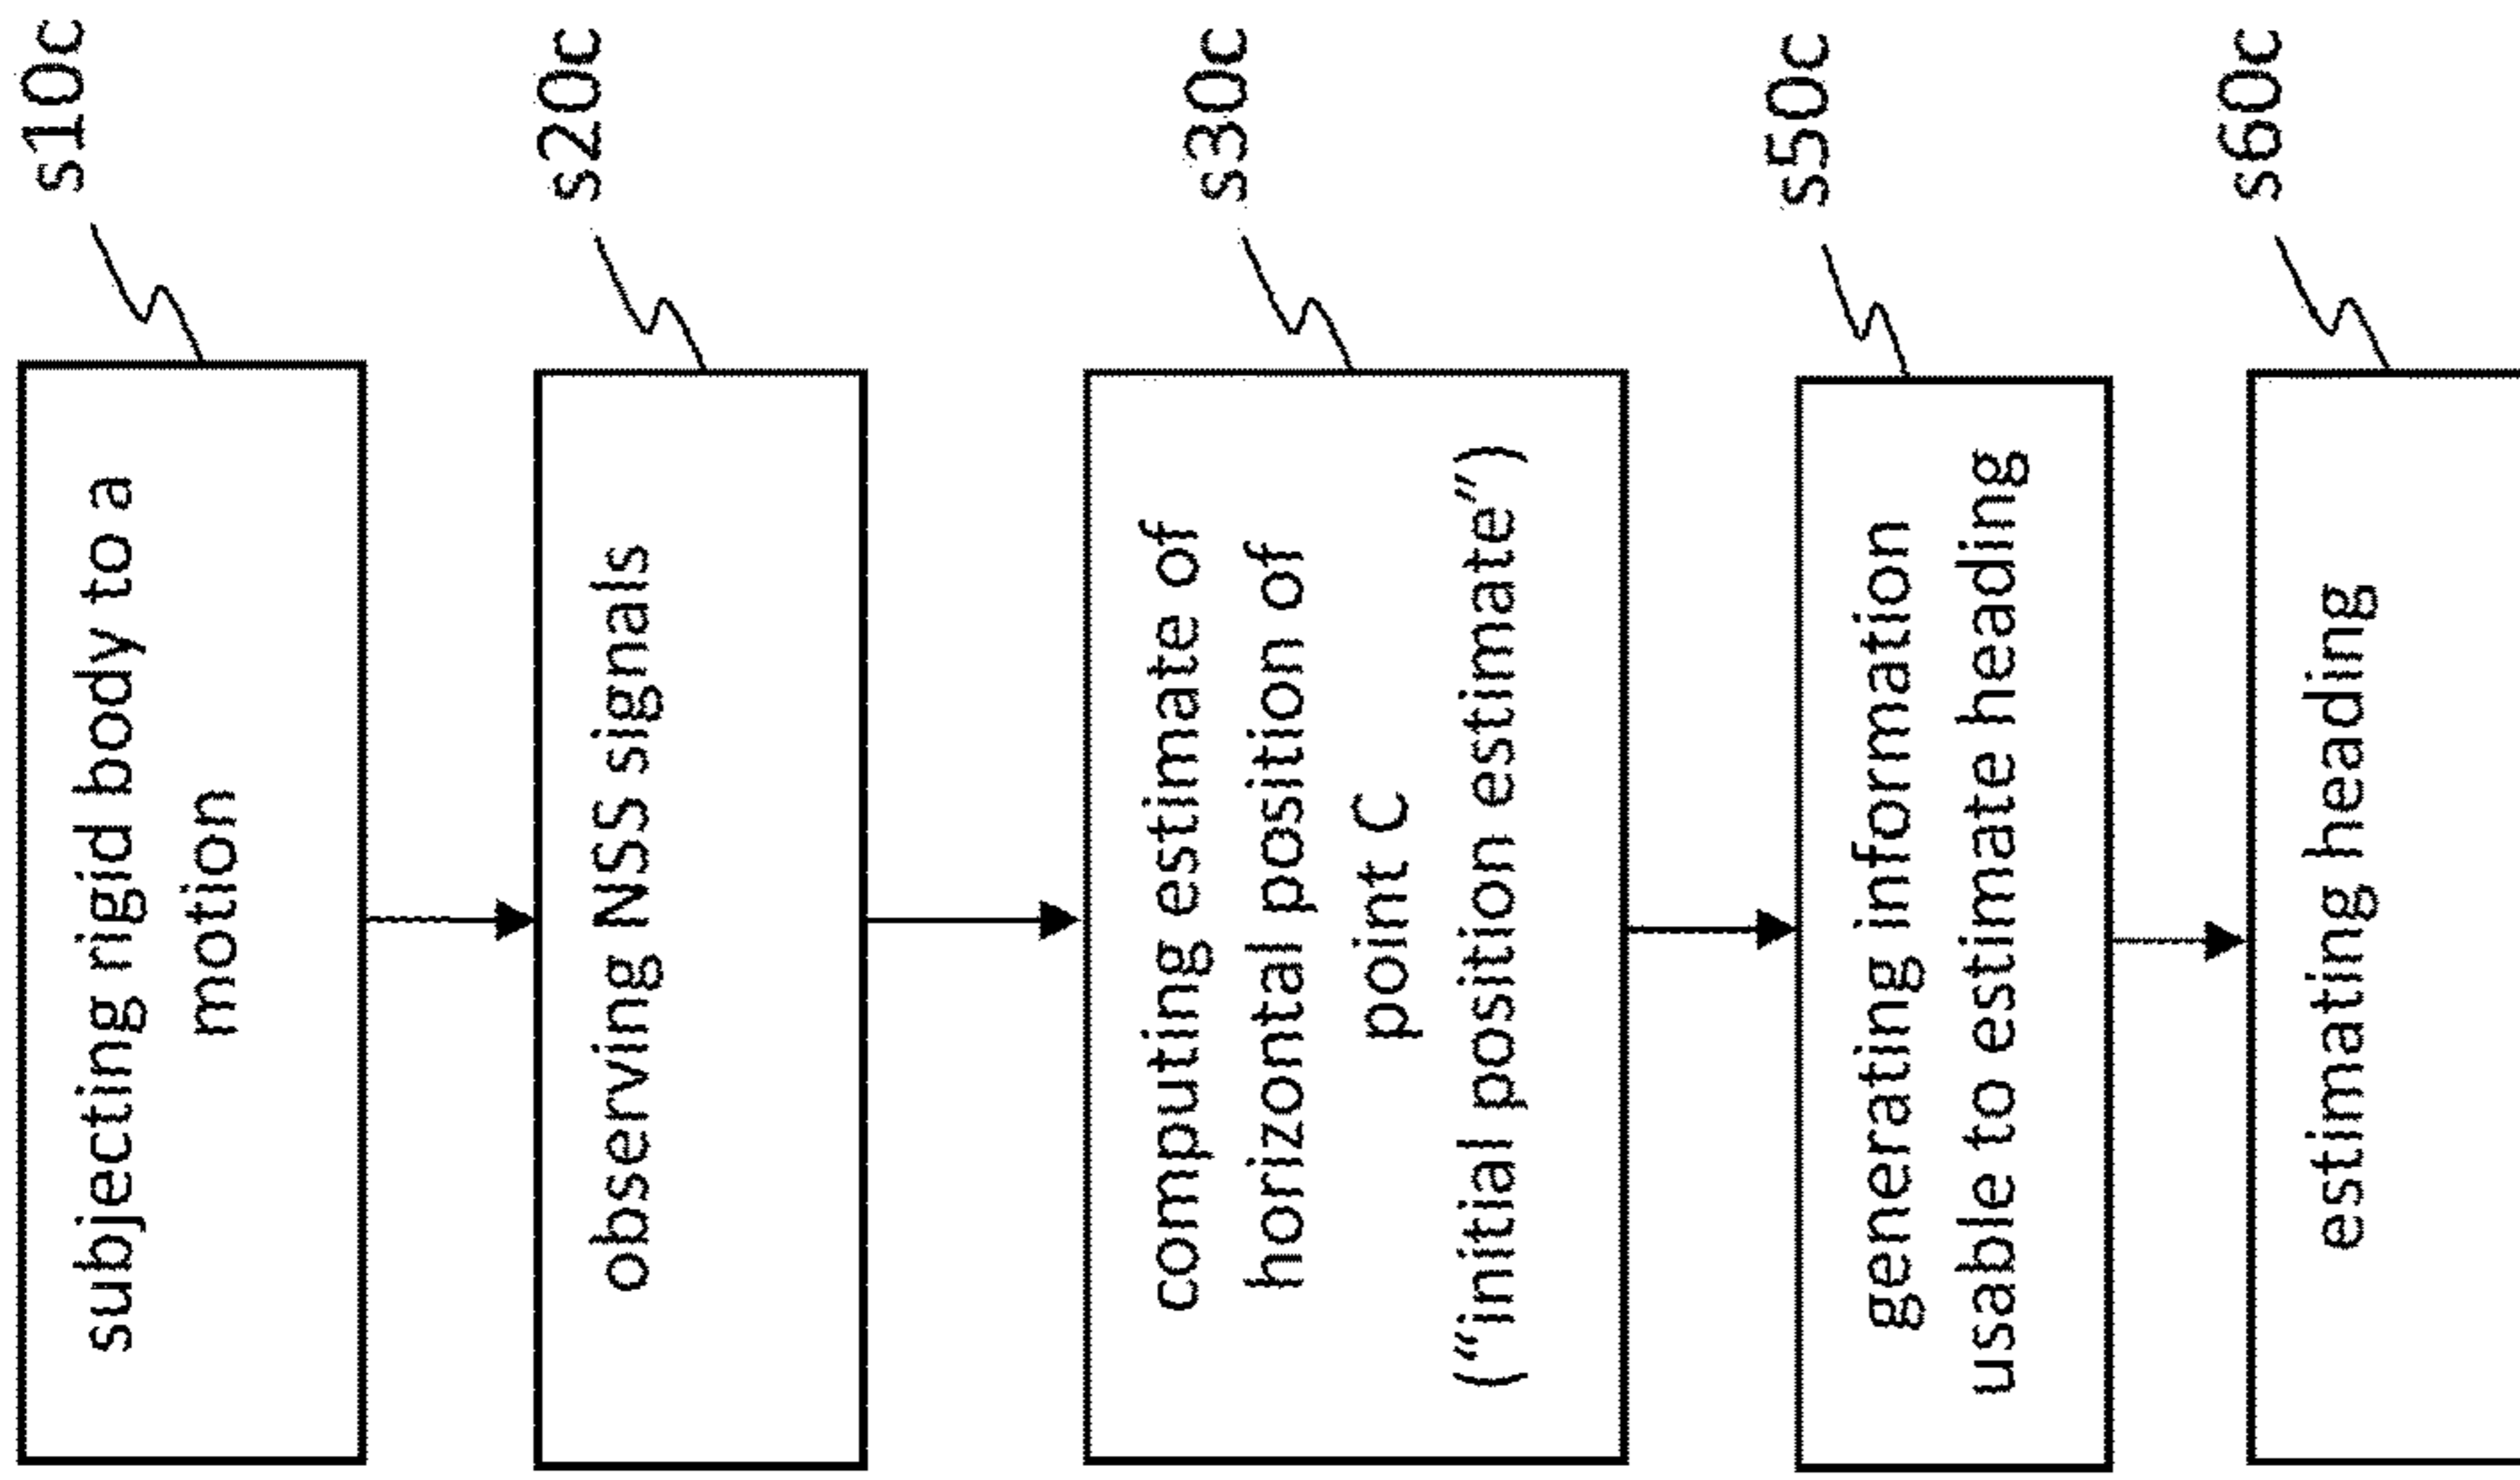 subjecting rigid body to a
motion
s10c
observing NSS signals
s20c
computing estimate of
horizontal position of
point C
(“initial position estimate”)
s30c
generating information
usable to estimate heading
s50c
estimating heading
s60c